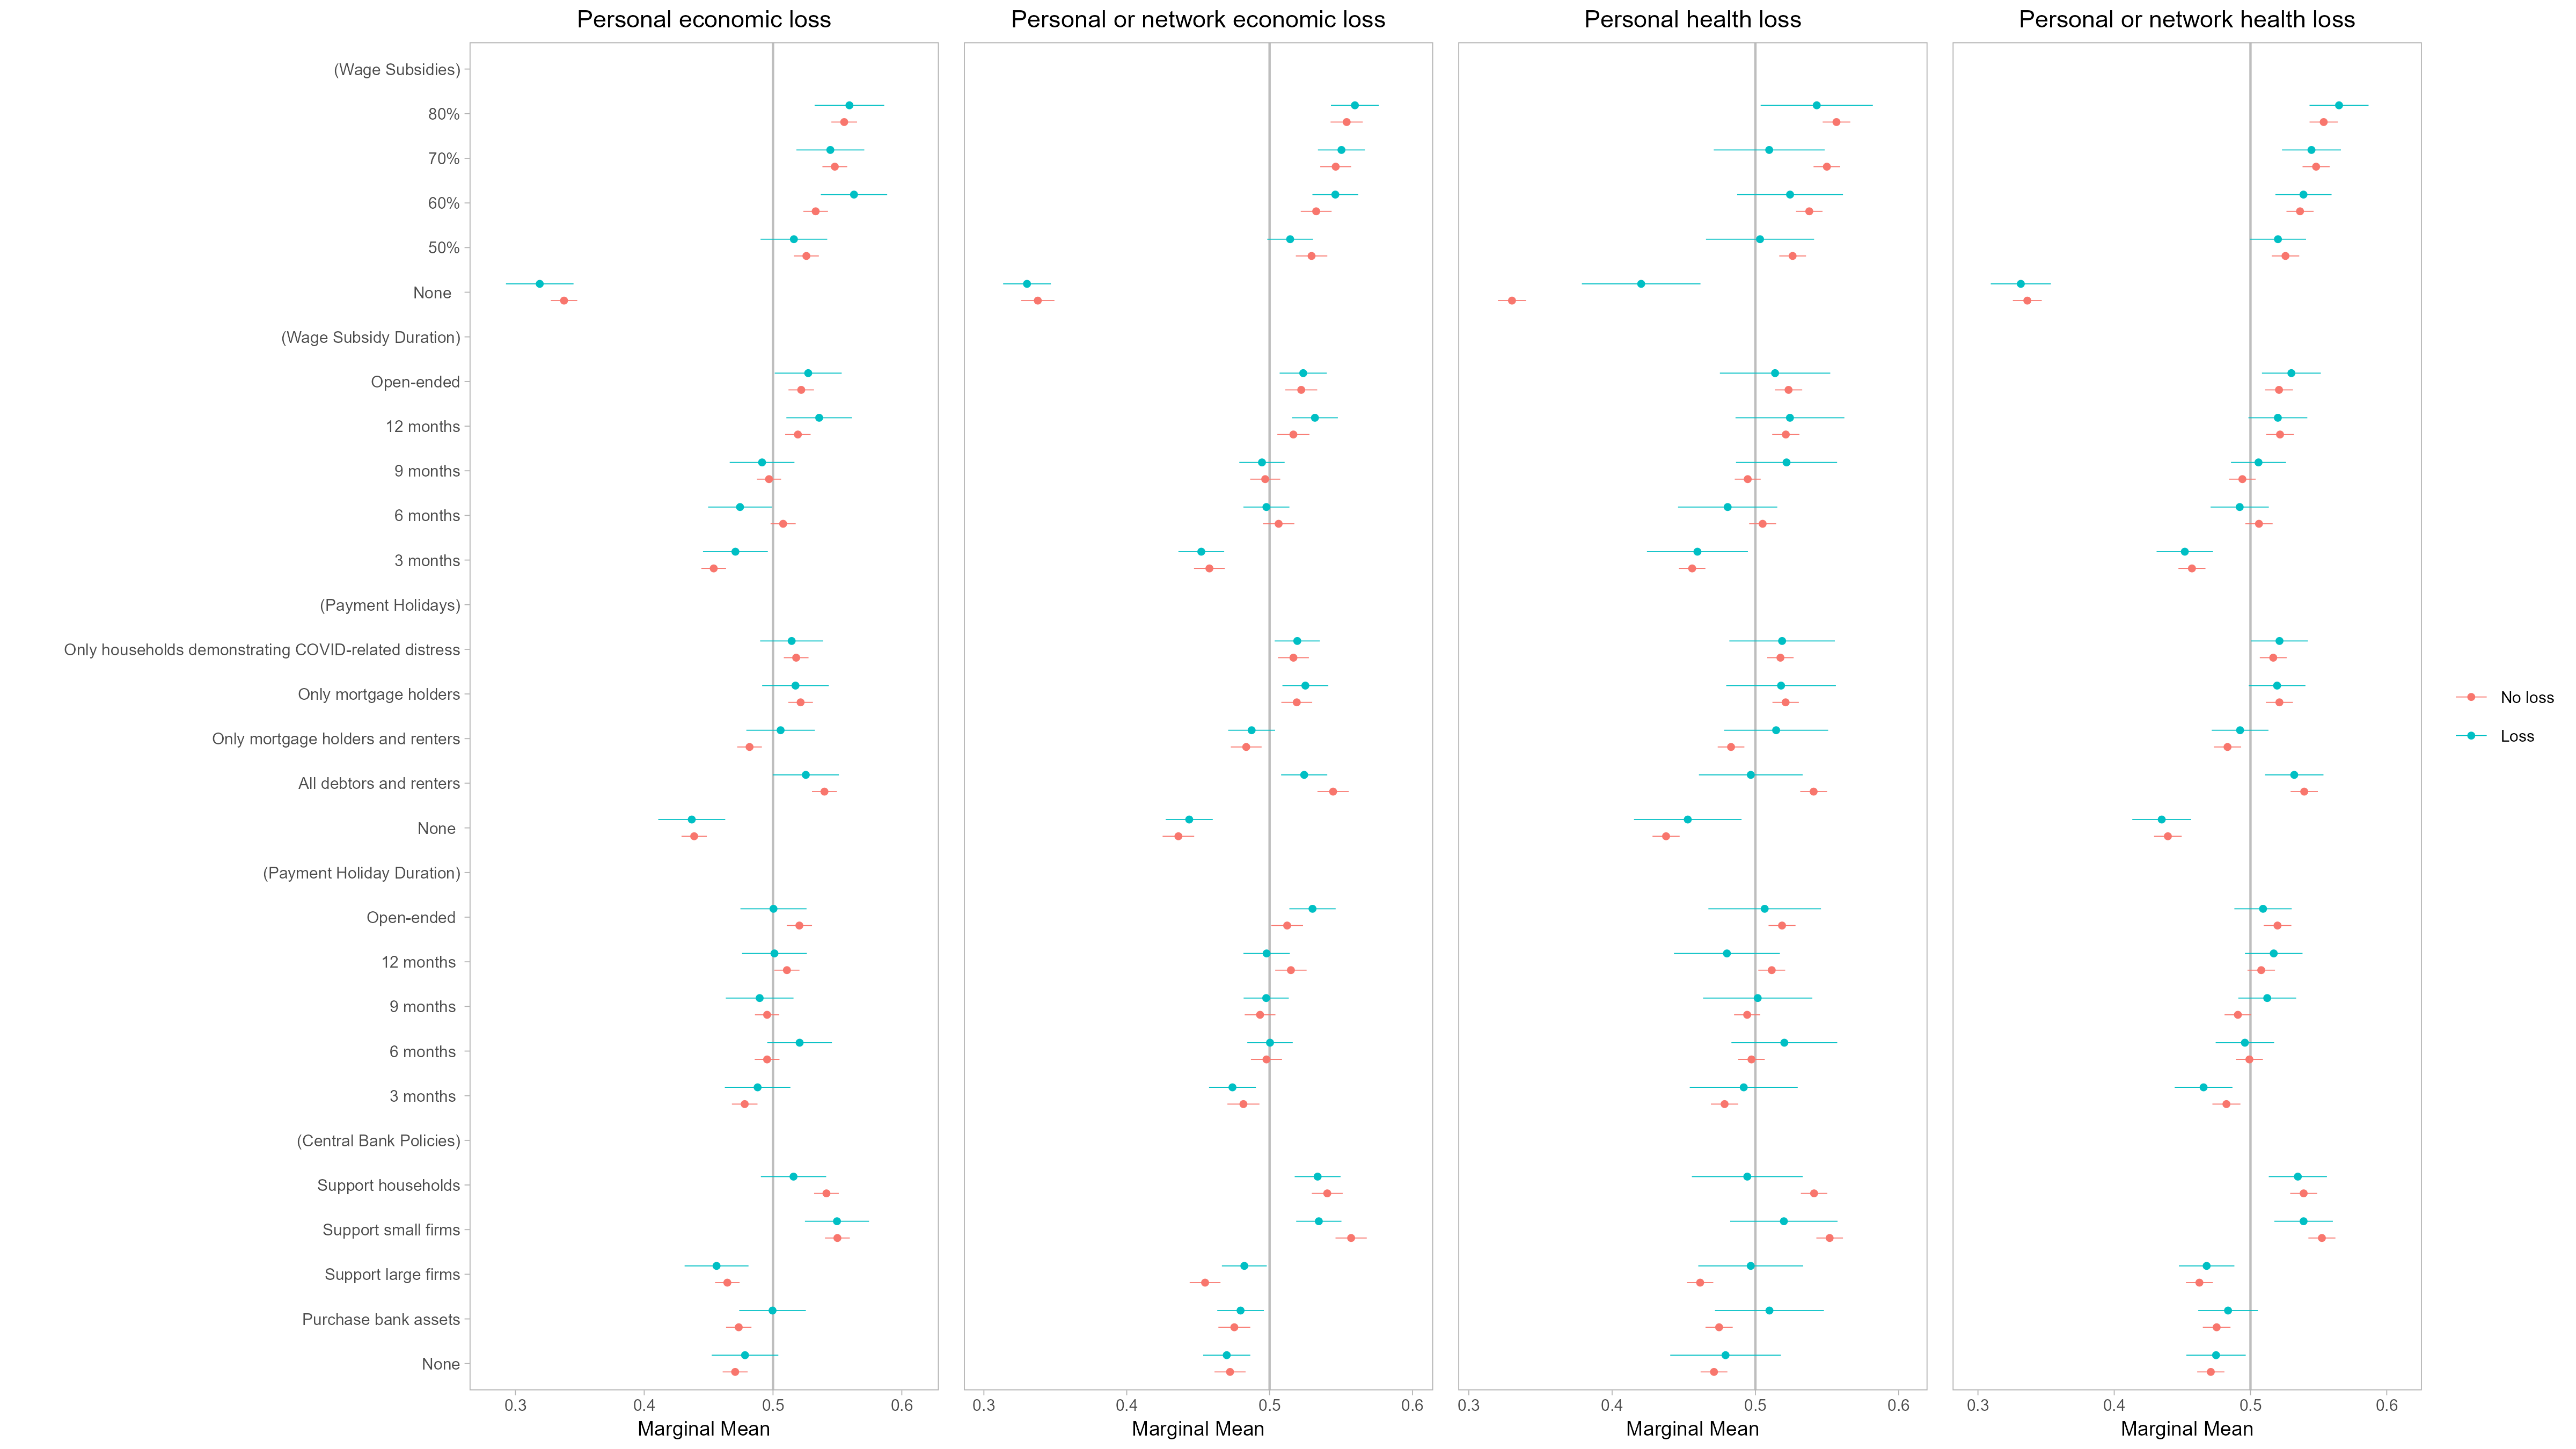 Personal economic loss
Personal or network economic loss
Personal health loss
Personal or network health loss
(Wage Subsidies)
80%
70%
60%
50%
None
(Wage Subsidy Duration)
Open-ended
12 months
9 months
6 months
3 months
(Payment Holidays)
Only households demonstrating COVID-related distress
Only mortgage holders
Only mortgage holders and renters
All debtors and renters
None
(Payment Holiday Duration)
Open-ended
12 months
9 months
6 months
3 months
(Central Bank Policies)
Support households
Support small firms
Support large firms
Purchase bank assets
None
0.3 0.4 0.5 0.6
0.3 0.4 0.5 0.6
0.3 0.4 0.5 0.6
0.3 0.4 0.5 0.6
Marginal Mean
Marginal Mean
Marginal Mean
Marginal Mean
No loss
Loss